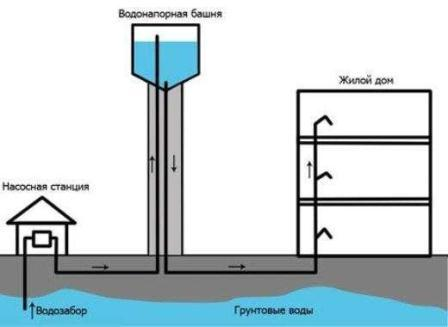 Водонапорная башня
Жилой дом
Насосная станция
Водозабор
Грунтовые воды